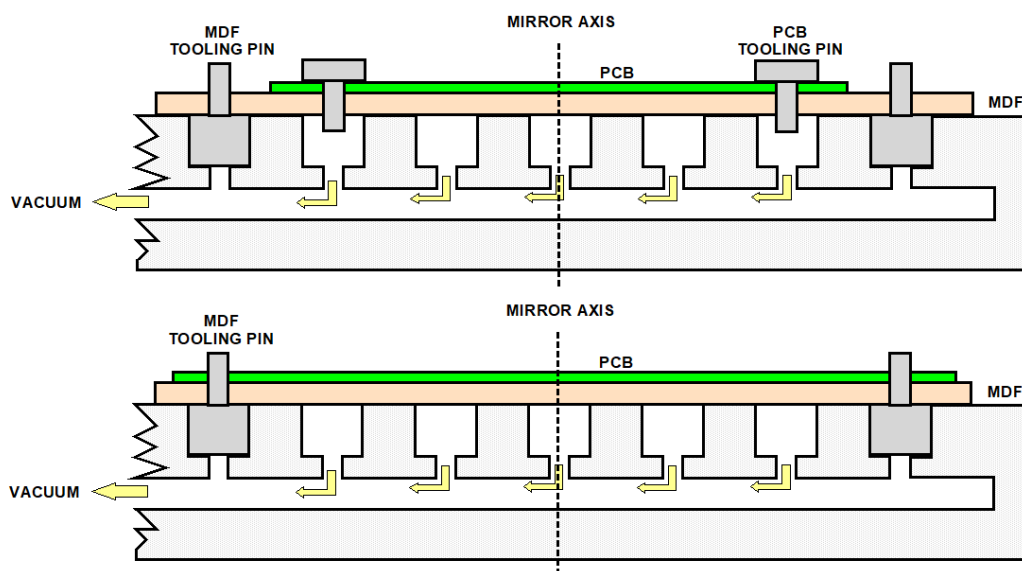 MIRROR AXIS
MDF
TOOLING PIN
PCB
TOOLING PIN
PCB
MDF
VACUUM
MIRROR AXIS
MDF
TOOLING PIN
PCB
MDF
VACUUM